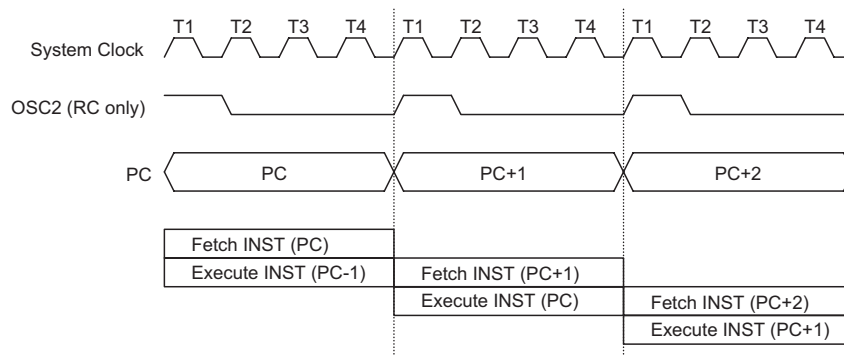 T1 T2 T3 T4 T1 T2 T3 T4 T1 T2 T3 T4
System Clock
OSC2 (RC only)
PC PC PC+1 PC+2
Fetch INST (PC)
Execute INST (PC-1) Fetch INST (PC+1)
Execute INST (PC) Fetch INST (PC+2)
Execute INST (PC+1)